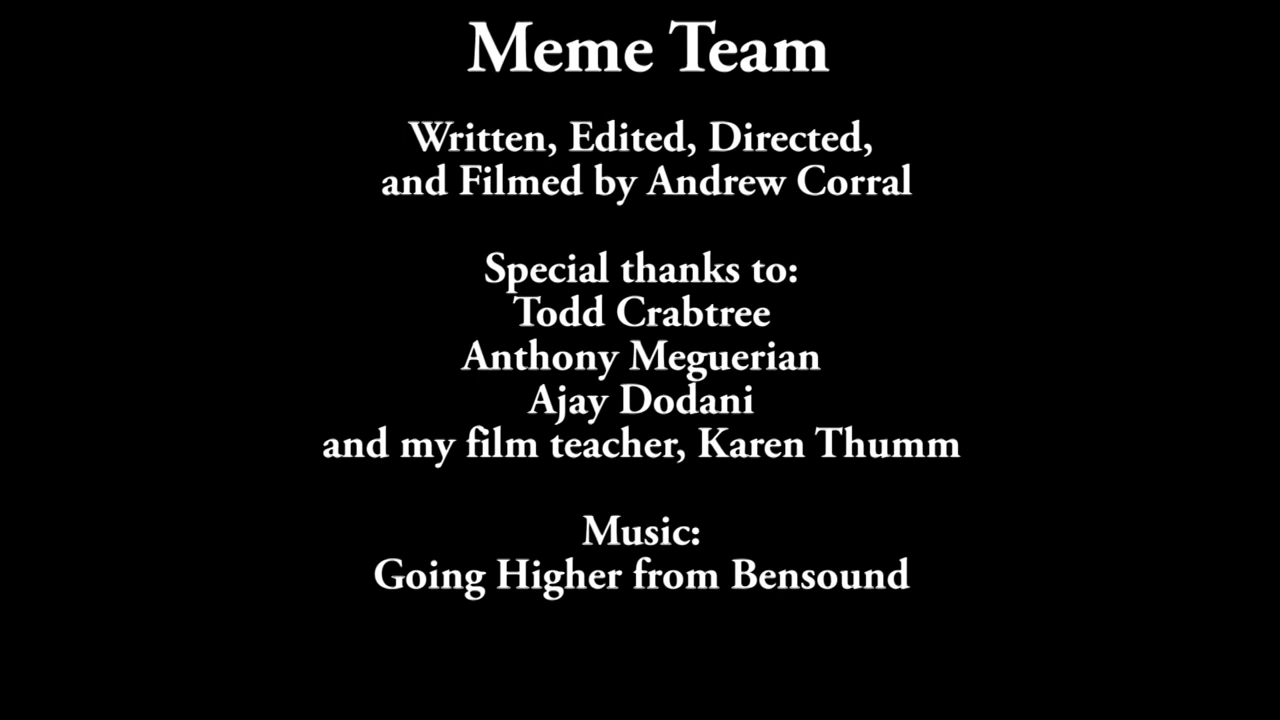 Meme Team
Written, Edited, Directed,
and Filmed by Andrew Corral
Special thanks to:
Todd Crabtree
Anthony Meguerian
Ajay Dodani
and my film teacher, Karen Thumm
Music:
Going Higher from Bensound